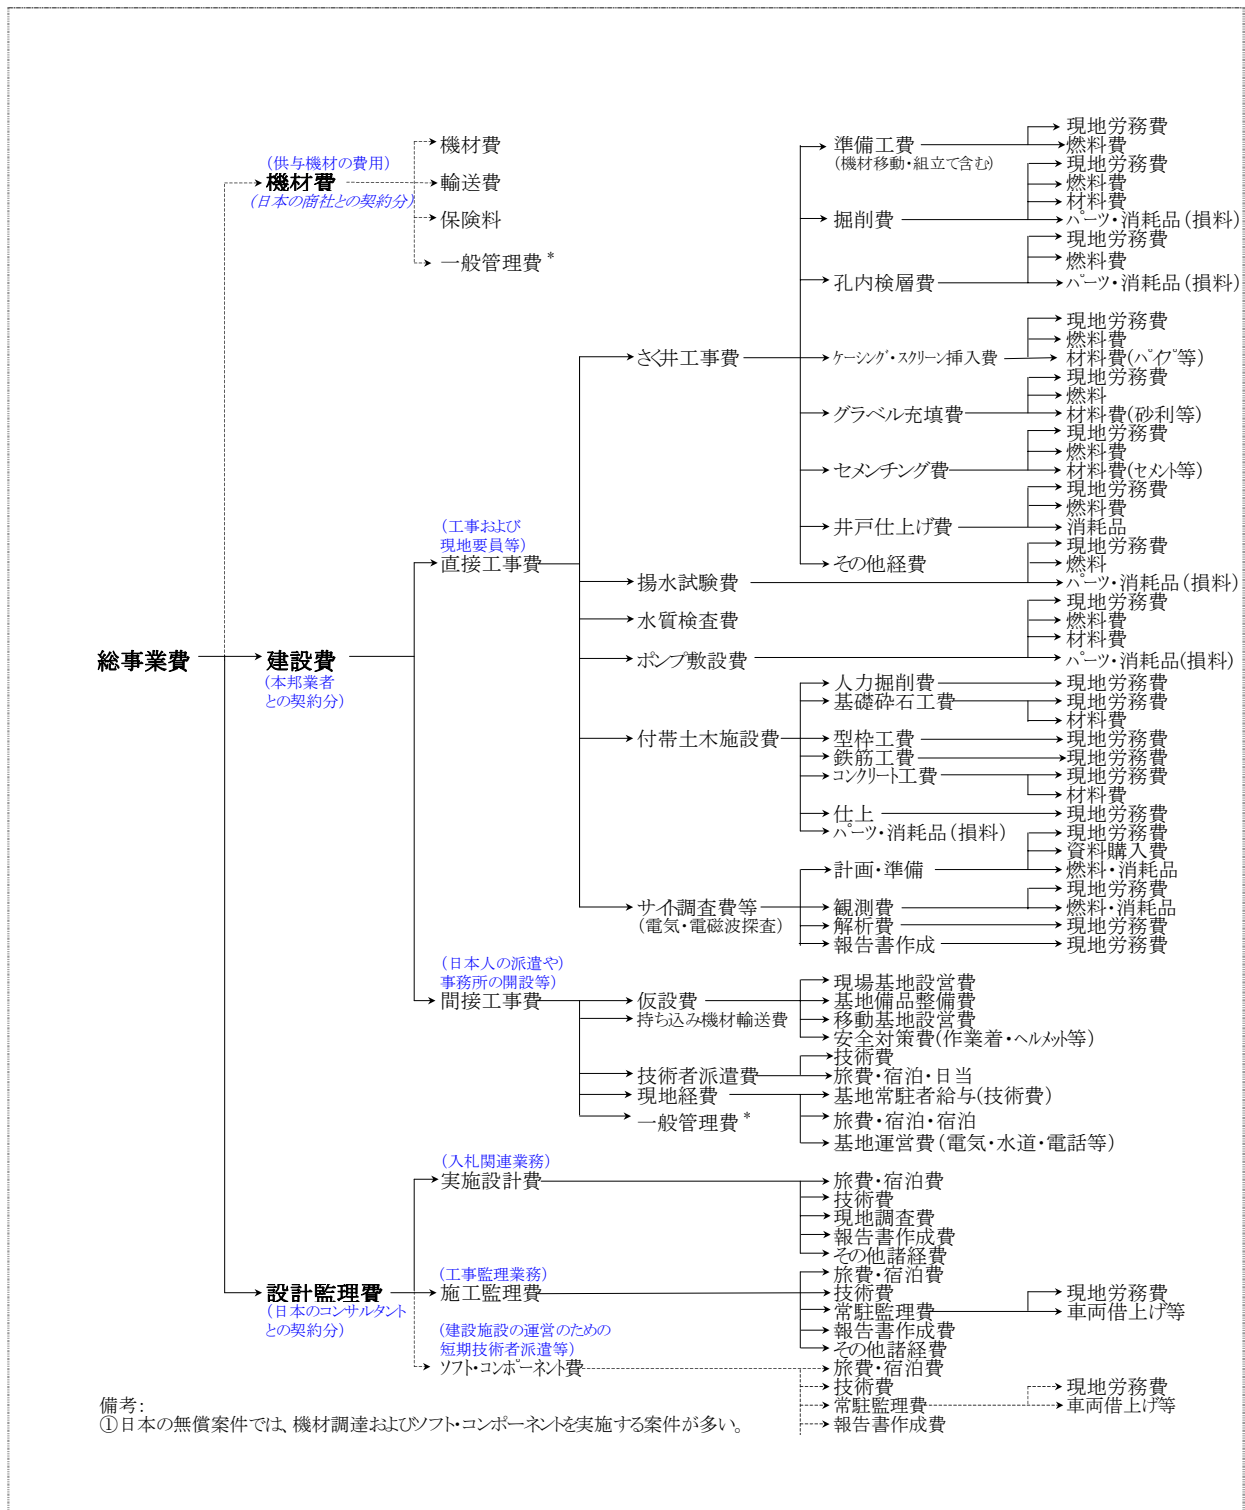 機材費
(供与機材の費用)
機材費
(日本の商社との契約分)
輸送費
保険料
一般管理費*
準備工費
(機材移動・組立て含む)
現地労務費
燃料費
掘削費
現地労務費
燃料費
材料費
パーツ・消耗品(損料)
孔内検層費
現地労務費
燃料費
パーツ・消耗品(損料)
さく井工事費
ケーシング・スクリーン挿入費
現地労務費
燃料費
材料費(パイプ等)
グラベル充填費
現地労務費
燃料
材料費(砂利等)
セメンチング費
現地労務費
燃料費
材料費(セメント等)
井戸仕上げ費
現地労務費
燃料費
消耗品
(工事および
現地要員等)
直接工事費
その他経費
揚水試験費
現地労務費
燃料
パーツ・消耗品(損料)
水質検査費
総事業費
建設費
(本邦業者
との契約分)
ポンプ敷設費
現地労務費
燃料費
材料費
パーツ・消耗品(損料)
付帯土木施設費
人力掘削費
現地労務費
基礎砕石工費
現地労務費
材料費
型枠工費
現地労務費
鉄筋工費
現地労務費
コンクリート工費
現地労務費
材料費
仕上
現地労務費
パーツ・消耗品(損料)
サイト調査費等
(電気・電磁波探査)
計画・準備
現地労務費
資料購入費
燃料・消耗品
観測費
現地労務費
燃料・消耗品
解析費
現地労務費
報告書作成
現地労務費
(日本人の派遣や)
事務所の開設等)
間接工事費
仮設費
現場基地設営費
基地備品整備費
移動基地設営費
安全対策費(作業着・ヘルメット等)
持ち込み機材輸送費
技術者派遣費
技術費
旅費・宿泊・日当
現地経費
基地常駐者給与(技術費)
旅費・宿泊・宿泊
基地運営費(電気・水道・電話等)
一般管理費*
(入札関連業務)
実施設計費
旅費・宿泊費
技術費
現地調査費
報告書作成費
その他諸経費
設計監理費
(日本のコンサルタント
との契約分)
(工事監理業務)
施工監理費
旅費・宿泊費
技術費
常駐監理費
現地労務費
車両借上げ等
報告書作成費
その他諸経費
(建設施設の運営のための
短期技術者派遣等)
ソフト・コンポーネント費
旅費・宿泊費
技術費
常駐監理費
現地労務費
車両借上げ等
報告書作成費
備考:
①日本の無償案件では、機材調達およびソフト・コンポーネントを実施する案件が多い。